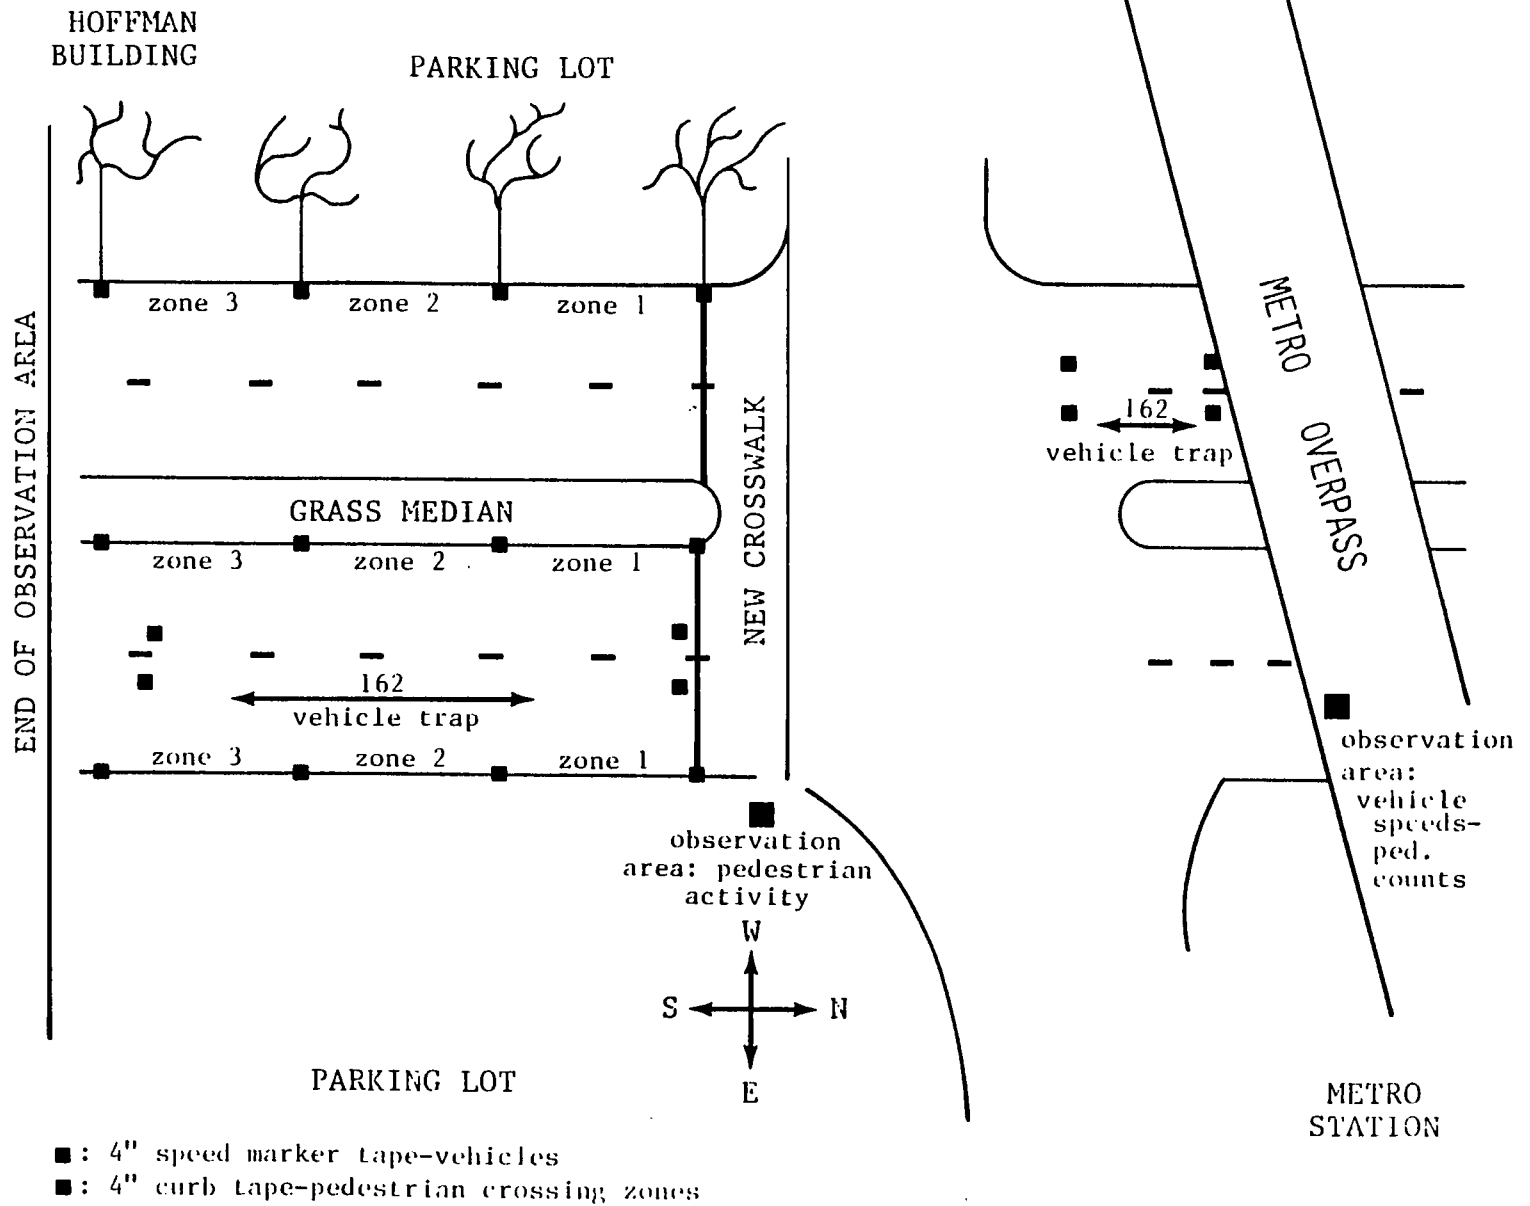 HOFFMAN
BUILDING
PARKING LOT
zone 3
zone 2
zone 1
END OF OBSERVATION AREA
GRASS MEDIAN
NEW CROSSWALK
zone 3
zone 2
zone 1
162
vehicle trap
zone 3
zone 2
zone 1
162
vehicle trap
METRO OVERPASS
observation
area:
vehicle
speeds-
ped.
counts
observation
area: pedestrian
activity
W
S
N
E
PARKING LOT
METRO
STATION
■: 4" speed marker tape-vehicles
■: 4" curb tape-pedestrian crossing zones